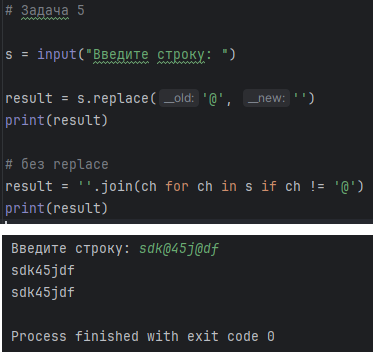 # Задача 5
s = input("Введите строку: ")
result = s.replace( __old: '@', __new: '')
print(result)
# без replace
result = ''.join(ch for ch in s if ch != '@')
print(result)
Введите строку: sdk@45j@df
sdk45jdf
sdk45jdf
Process finished with exit code 0